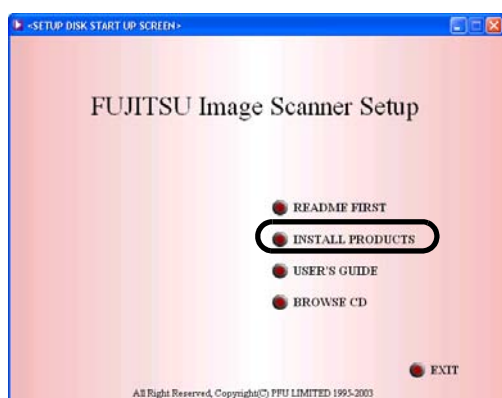 <SETUP DISK START UP SCREEN>
FUJITSU Image Scanner Setup
README FIRST
INSTALL PRODUCTS
USER'S GUIDE
BROWSE CD
EXIT
All Right Reserved, Copyright(C) PFU LIMITED 1995-2003